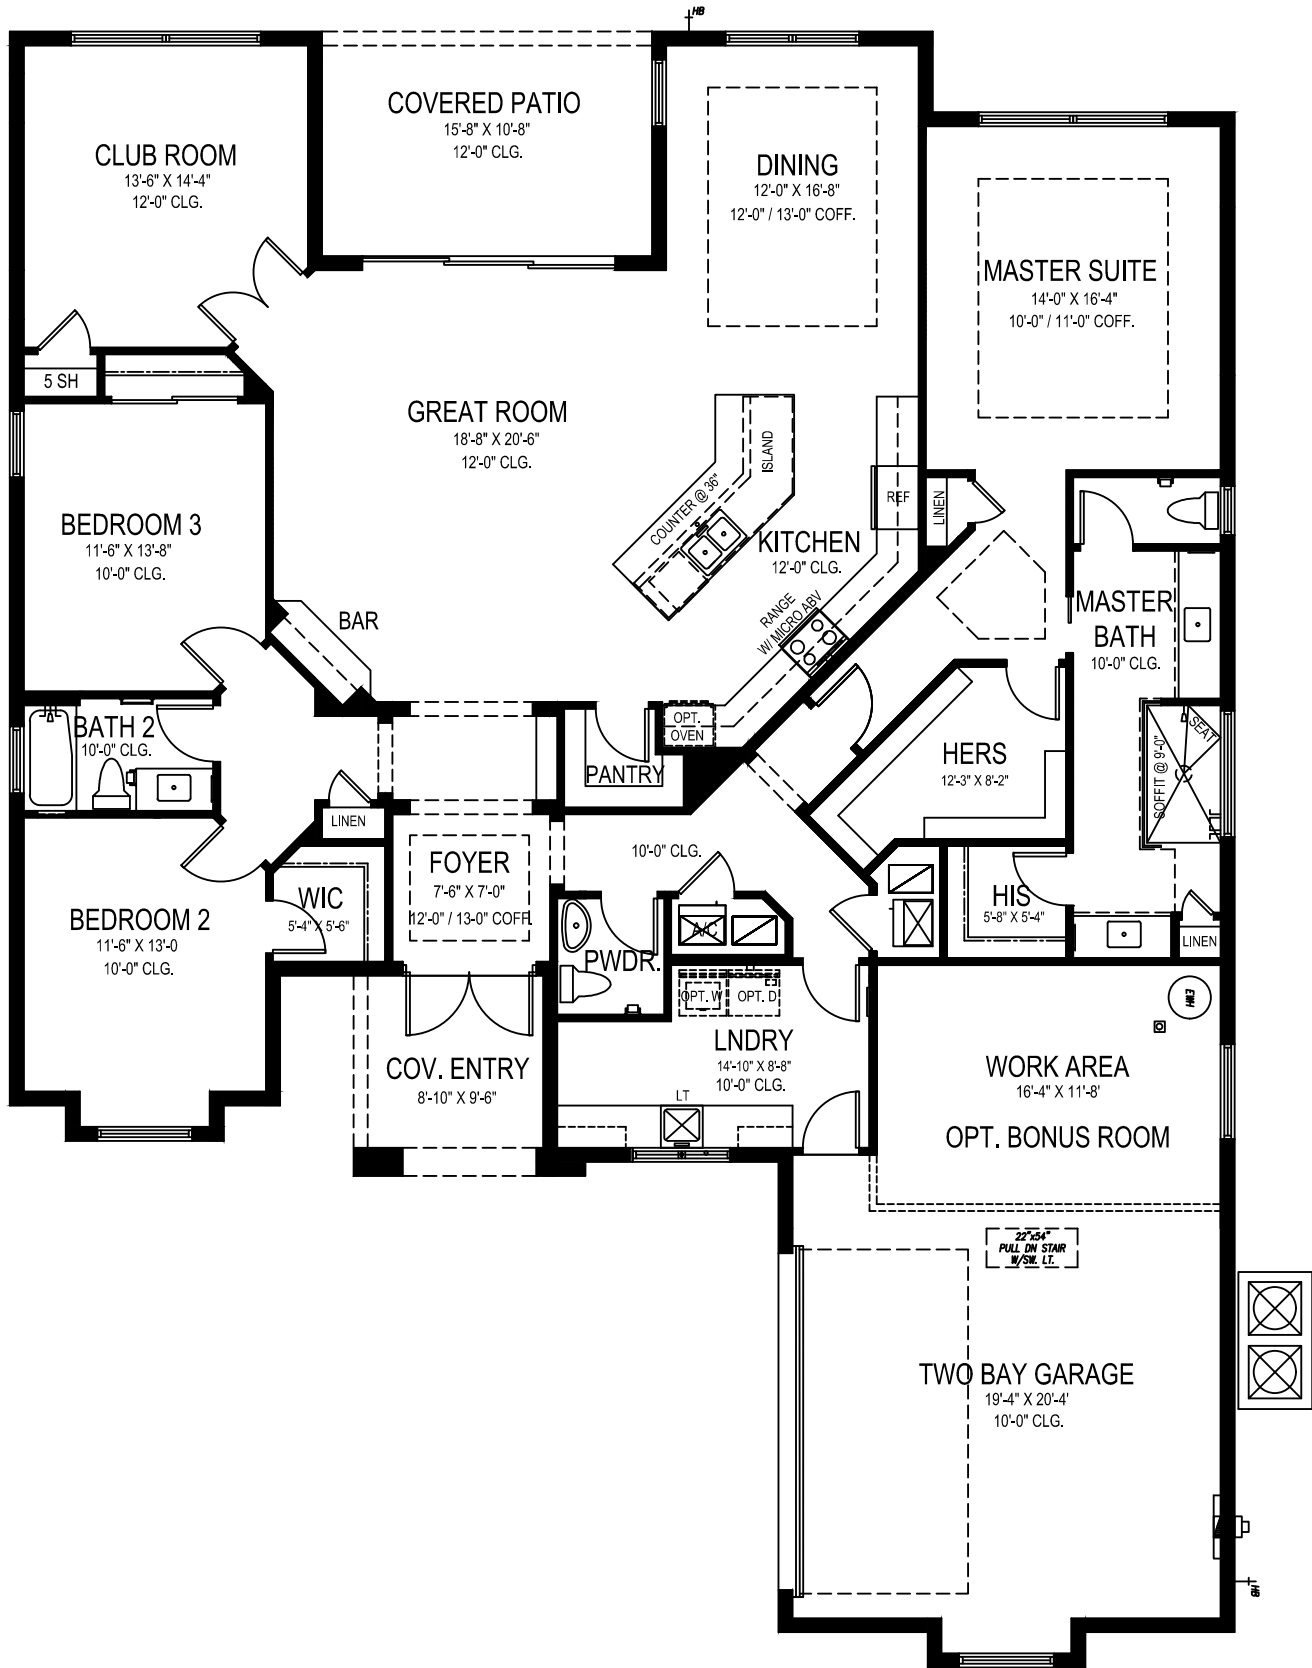 HB
COVERED PATIO
15'-8" X 10'-8"
12'-0" CLG.
CLUB ROOM
13'-6" X 14'-4"
12'-0" CLG.
DINING
12'-0" X 16'-8"
12'-0" / 13'-0" COFF.
MASTER SUITE
14'-0" X 16'-4"
10'-0" / 11'-0" COFF.
5 SH
GREAT ROOM
18'-8" X 20'-6"
12'-0" CLG.
ISLAND
COUNTER @ 36"
REF
LINEN
KITCHEN
12'-0" CLG.
RANGE
W/ MICRO ABV
BEDROOM 3
11'-6" X 13'-8"
10'-0" CLG.
BAR
MASTER
BATH
10'-0" CLG.
BATH 2
10'-0" CLG.
OPT.
OVEN
PANTRY
HERS
12'-3" X 8'-2"
SEAT
SOFFIT @ 9'-0"
LINEN
FOYER
7'-6" X 7'-0"
12'-0" / 13-0" COFF.
10'-0" CLG.
WIC
5'-4" X 5'-6"
HIS
5'-8" X 5'-4"
LINEN
BEDROOM 2
11'-6" X 13'-0
10'-0" CLG.
A/C
PWDR.
OPT. W
OPT. D
EWH
LNDRY
14'-10" X 8'-8"
10'-0" CLG.
LT
COV. ENTRY
8'-10" X 9'-6"
WORK AREA
16'-4" X 11'-8'
OPT. BONUS ROOM
22"x54"
PULL DN STAIR
W/SW. LT.
TWO BAY GARAGE
19'-4" X 20'-4'
10'-0" CLG.
HB